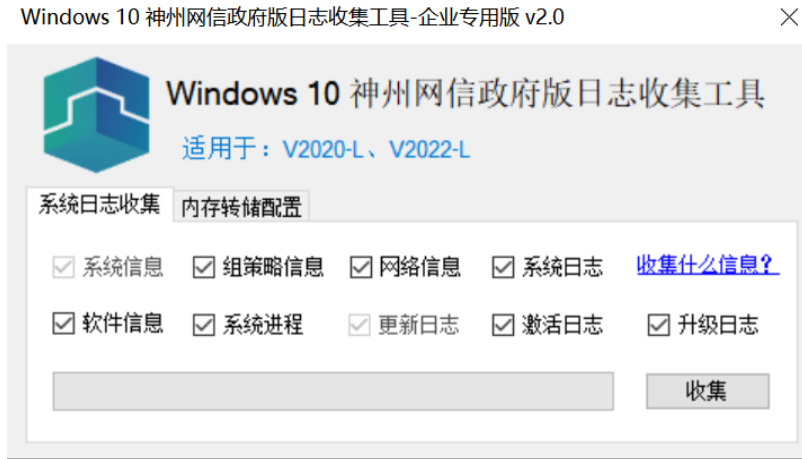 Windows 10 神州网信政府版日志收集工具-企业专用版 v2.0
Windows 10 神州网信政府版日志收集工具
适用于：V2020-L、V2022-L
系统日志收集 内存转储配置
系统信息 组策略信息 网络信息 系统日志 收集什么信息？
软件信息 系统进程 更新日志 激活日志 升级日志
收集